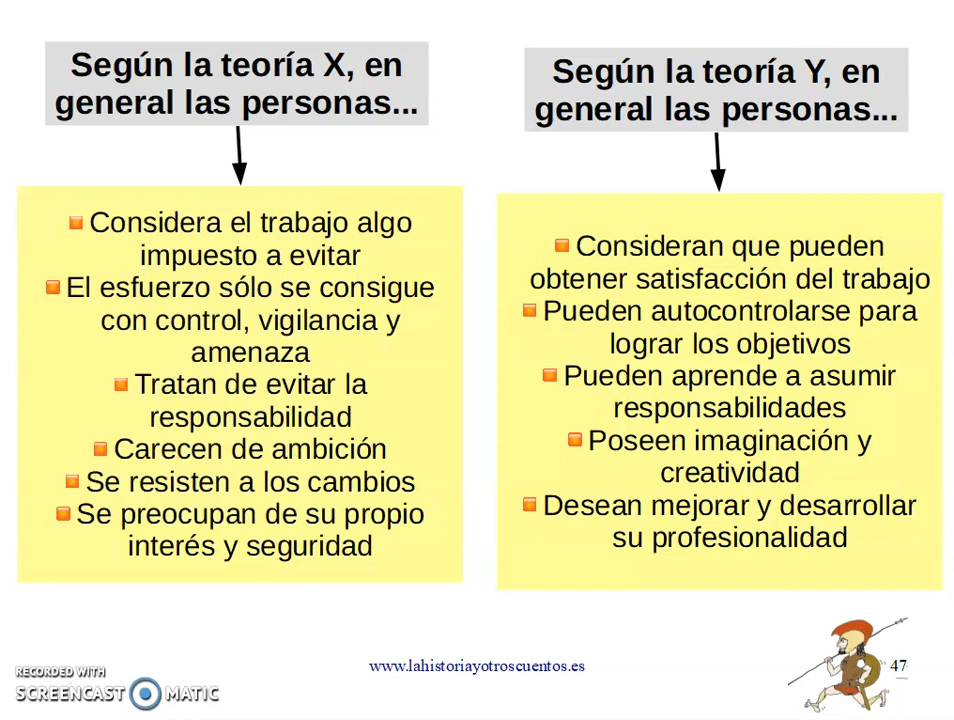 Según la teoría X, en
general las personas...
Considera el trabajo algo
impuesto a evitar
El esfuerzo sólo se consigue
con control, vigilancia y
amenaza
Tratan de evitar la
responsabilidad
Carecen de ambición
Se resisten a los cambios
Se preocupan de su propio
interés y seguridad
Según la teoría Y, en
general las personas...
Consideran que pueden
obtener satisfacción del trabajo
Pueden autocontrolarse para
lograr los objetivos
Pueden aprende a asumir
responsabilidades
Poseen imaginación y
creatividad
Desean mejorar y desarrollar
su profesionalidad
RECORDED WITH
SCREENCAST MATIC
www.lahistoriayotroscuentos.es
47